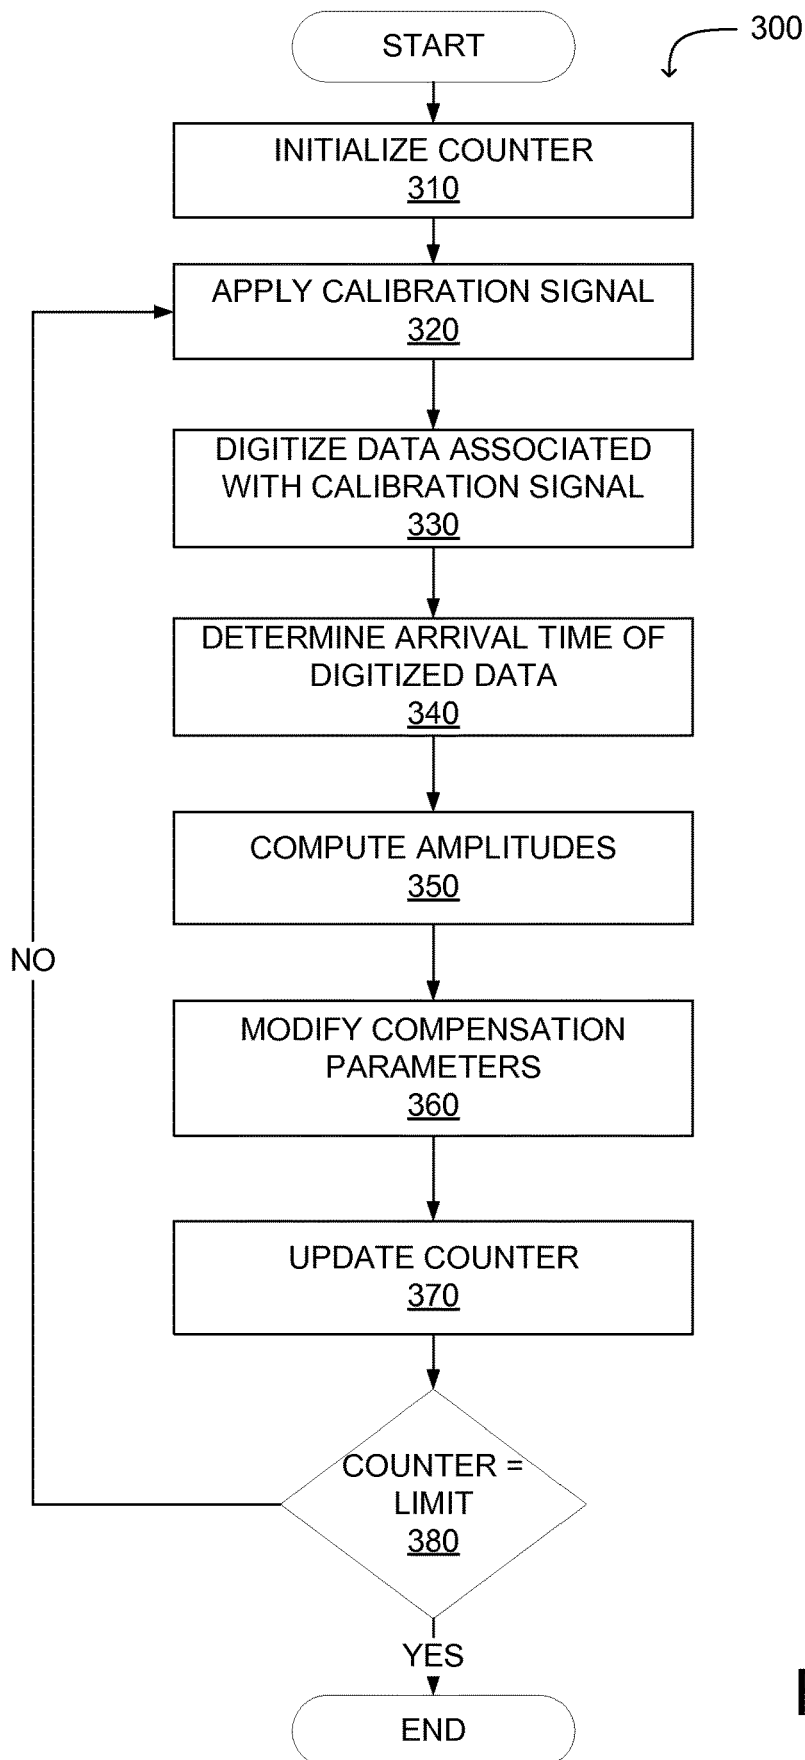 START
300
INITIALIZE COUNTER
310
APPLY CALIBRATION SIGNAL
320
DIGITIZE DATA ASSOCIATED
WITH CALIBRATION SIGNAL
330
DETERMINE ARRIVAL TIME OF
DIGITIZED DATA
340
COMPUTE AMPLITUDES
350
NO
MODIFY COMPENSATION
PARAMETERS
360
UPDATE COUNTER
370
COUNTER =
LIMIT
380
YES
END